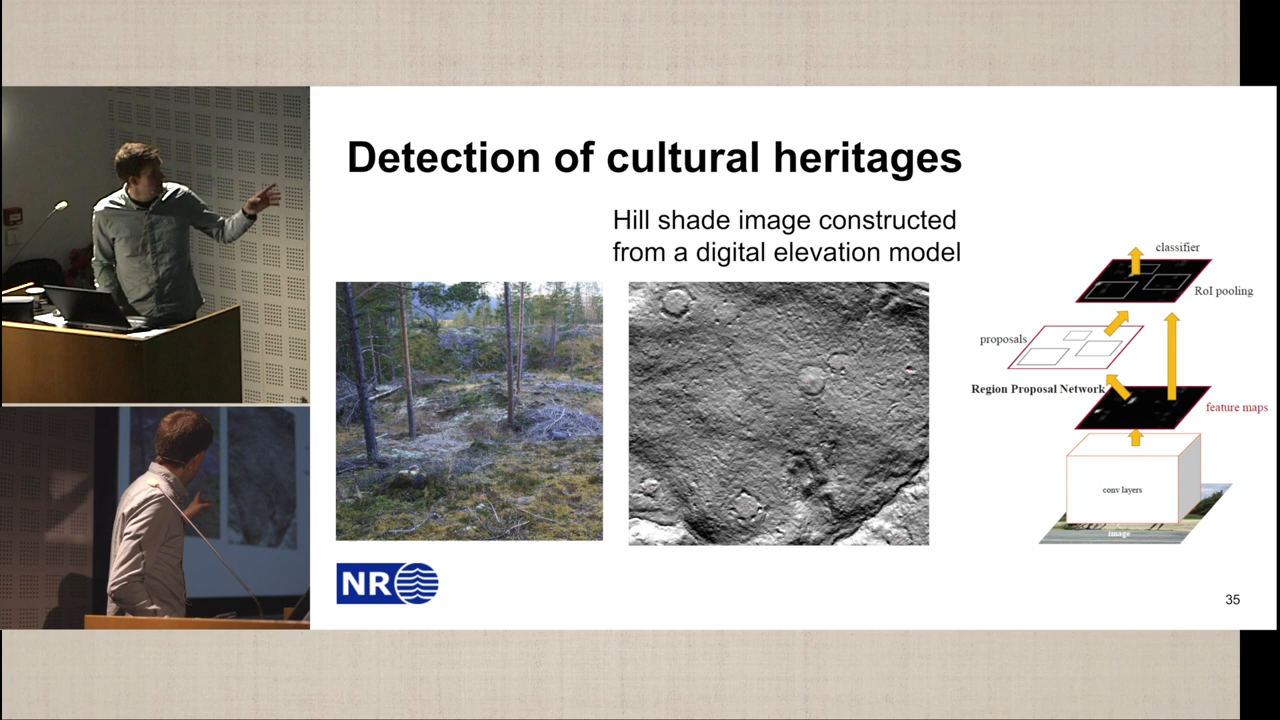 Detection of cultural heritages
Hill shade image constructed
from a digital elevation model
classifier
RoI pooling
proposals
Region Proposal Network
feature maps
conv layers
image
NR
35